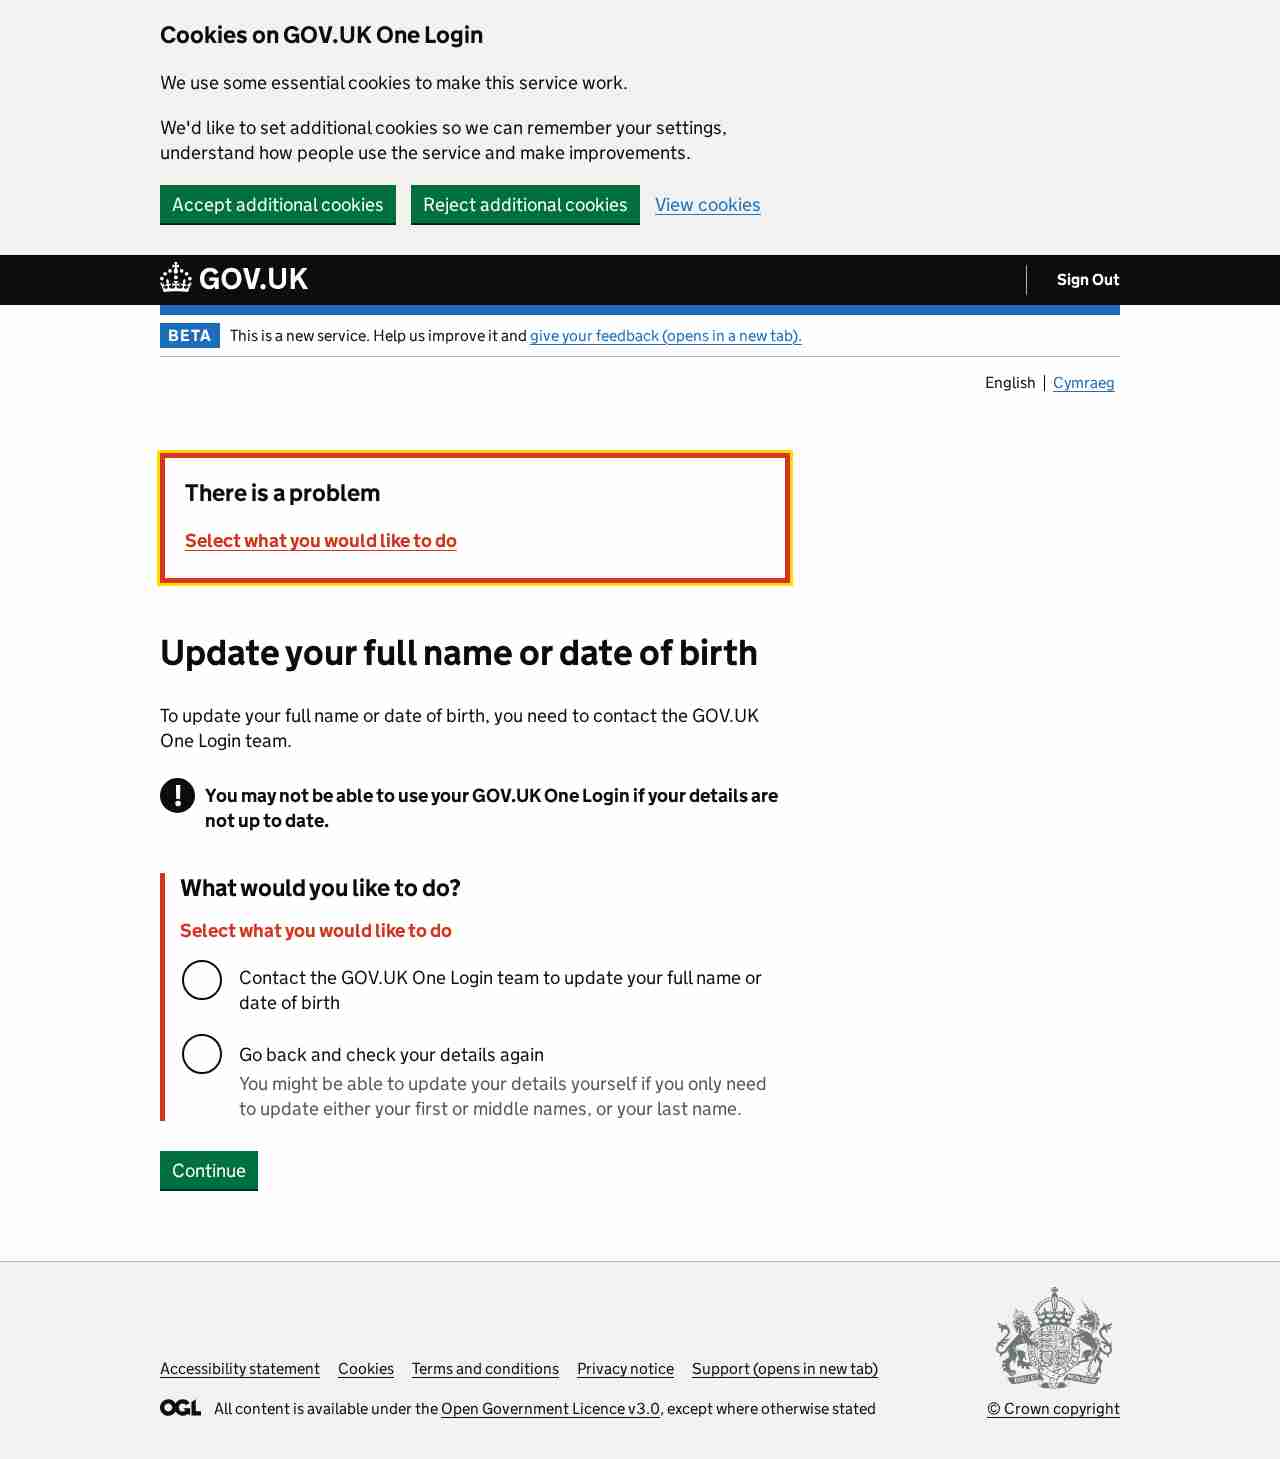 Cookies on GOV.UK One Login
We use some essential cookies to make this service work.
We'd like to set additional cookies so we can remember your settings,
understand how people use the service and make improvements.
Accept additional cookies Reject additional cookies View cookies
GOV.UK Sign Out
BETA This is a new service. Help us improve it and give your feedback (opens in a new tab).
English Cymraeg
There is a problem
Select what you would like to do
Update your full name or date of birth
To update your full name or date of birth, you need to contact the GOV.UK
One Login team.
! You may not be able to use your GOV.UK One Login if your details are
not up to date.
What would you like to do?
Select what you would like to do
Contact the GOV.UK One Login team to update your full name or
date of birth
Go back and check your details again
You might be able to update your details yourself if you only need
to update either your first or middle names, or your last name.
Continue
Accessibility statement Cookies Terms and conditions Privacy notice Support (opens in new tab)
OGL All content is available under the Open Government Licence v3.0, except where otherwise stated
© Crown copyright